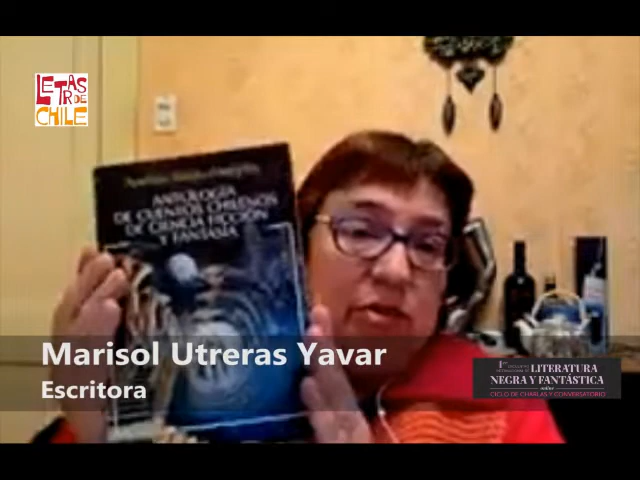 LETRAS
DE
CHILE
ANTOLOGÍA
DE CUENTOS CHILENOS
DE CIENCIA FICCIÓN
Y FANTASÍA
Marisol Utreras Yavar
Escritora
LITERATURA
NEGRA Y FANTÁSTICA
CICLO DE CHARLAS Y CONVERSATORIO